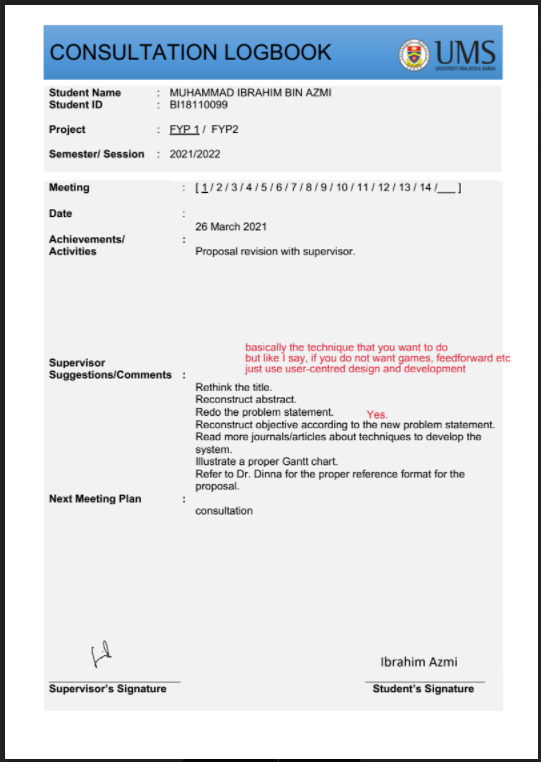 CONSULTATION LOGBOOK
UMS
UNIVERSITI MALAYSIA SABAH
Student Name : MUHAMMAD IBRAHIM BIN AZMI
Student ID : BI18110099
Project : FYP 1 / FYP2
Semester/ Session : 2021/2022
Meeting : [ 1 / 2 / 3 / 4 / 5 / 6 / 7 / 8 / 9 / 10 / 11 / 12 / 13 / 14 /___ ]
Date :
26 March 2021
Achievements/ :
Activities
Proposal revision with supervisor.
basically the technique that you want to do
but like I say, if you do not want games, feedforward etc
just use user-centred design and development
Supervisor
Suggestions/Comments :
Rethink the title.
Reconstruct abstract.
Redo the problem statement.
Yes.
Reconstruct objective according to the new problem statement.
Read more journals/articles about techniques to develop the
system.
Illustrate a proper Gantt chart.
Refer to Dr. Dinna for the proper reference format for the
proposal.
Next Meeting Plan :
consultation
Ibrahim Azmi
Supervisor's Signature
Student's Signature